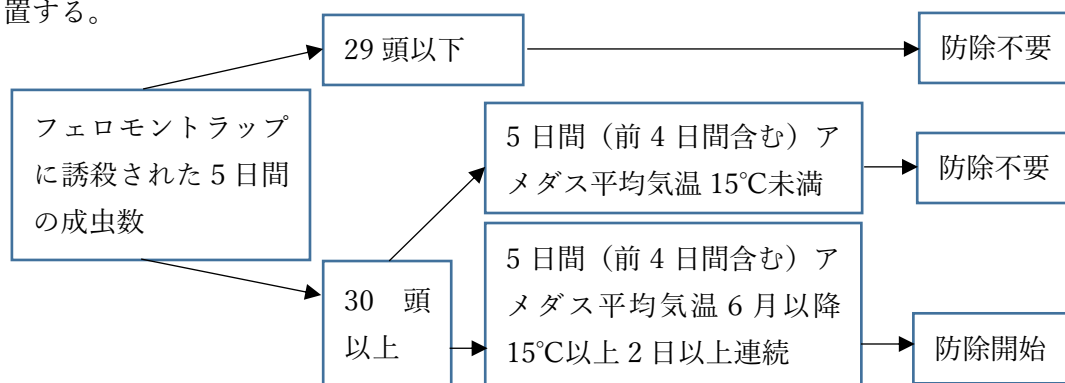 置する。
29 頭以下
防除不要
フェロモントラップ
に誘殺された 5 日間
の成虫数
5 日間（前 4 日間含む）ア
メダス平均気温 15℃未満
防除不要
30 頭
以上
5 日間（前 4 日間含む）ア
メダス平均気温 6 月以降
15℃以上 2 日以上連続
防除開始